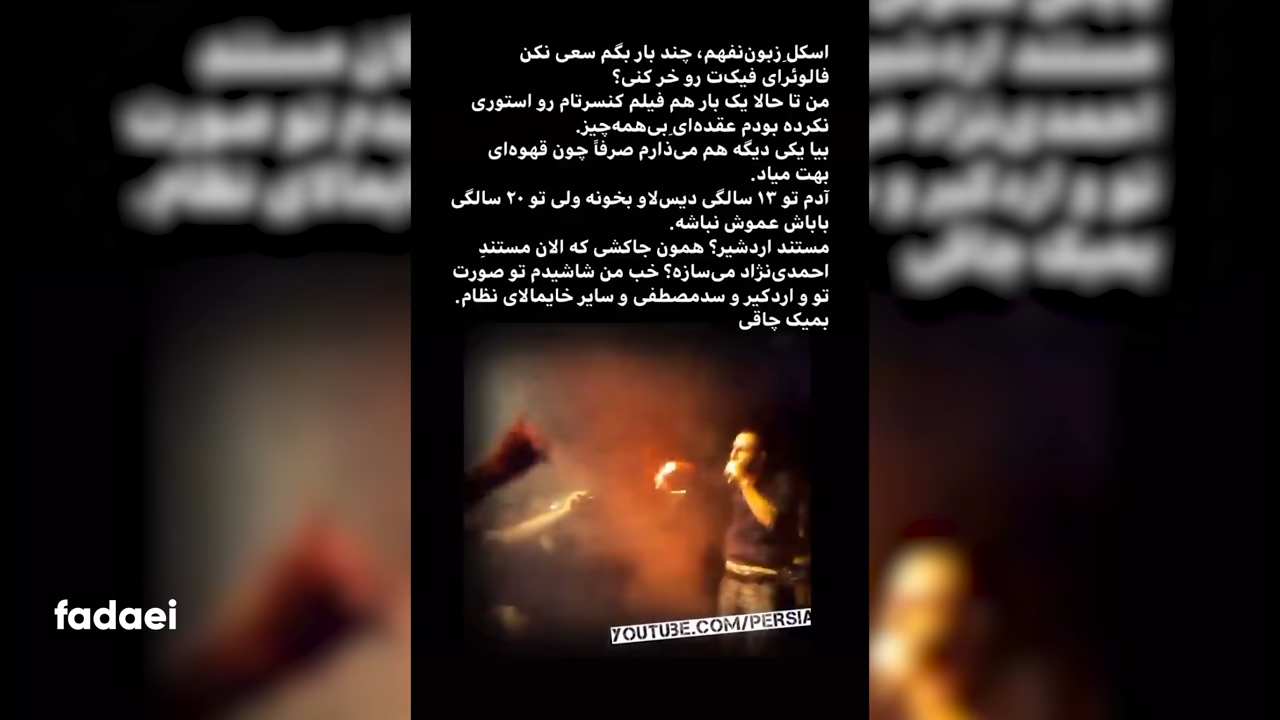 اسکلِ زبون‌نفهم، چند بار بگم سعی نکن
فالوئرای فیک‌ت رو خر کنی؟
من تا حالا یک بار هم فیلم کنسرتام رو استوری
نکرده بودم عقده‌ایِ بی‌همه‌چیز.
بیا یکی دیگه هم می‌ذارم صرفاً چون قهوه‌ای
بهت میاد.
آدم تو ۱۳ سالگی دیس‌لاو بخونه ولی تو ۲۰ سالگی
باباش عموش نباشه.
مستند اردشیر؟ همون جاکشی که الان مستندِ
احمدی‌نژاد می‌سازه؟ خب من شاشیدم تو صورت
تو و اردکیر و سدمصطفی و سایر خایمالای نظام.
بمیک چاقی
fadaei
YOUTUBE.COM/PERSIA